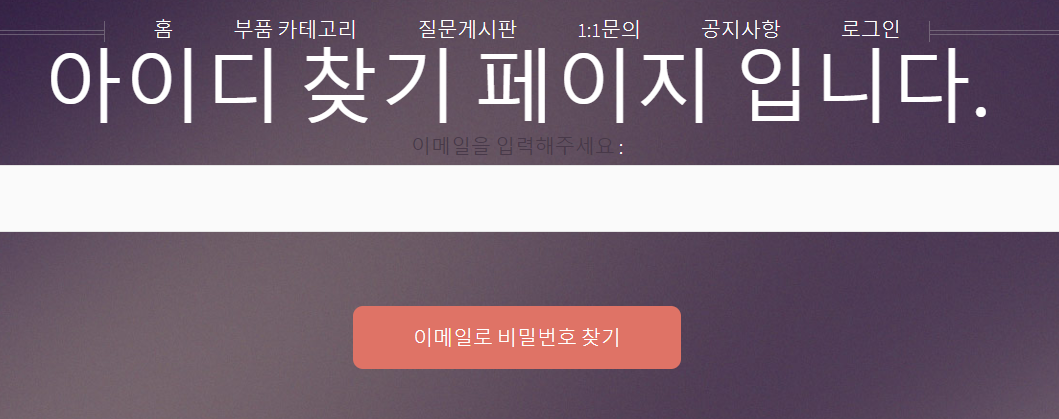 홈 부품 카테고리 질문게시판 1:1문의 공지사항 로그인
아이디 찾기 페이지 입니다.
이메일을 입력해주세요 :
이메일로 비밀번호 찾기